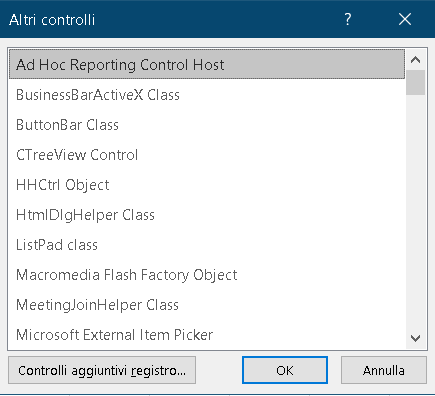 Altri controlli
Ad Hoc Reporting Control Host
BusinessBarActiveX Class
ButtonBar Class
CTreeView Control
HHCtrl Object
HtmlDlgHelper Class
ListPad class
Macromedia Flash Factory Object
MeetingJoinHelper Class
Microsoft External Item Picker
Controlli aggiuntivi registro... OK Annulla